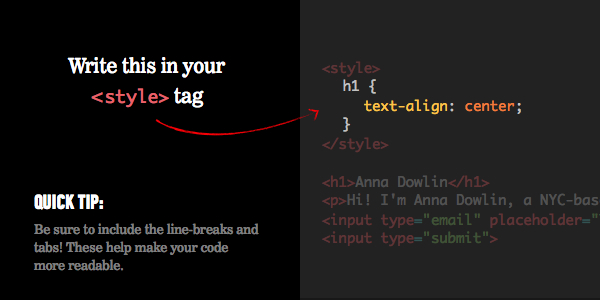 Write this in your
<style> tag
QUICK TIP:
Be sure to include the line-breaks and
tabs! These help make your code
more readable.
<style>
h1 {
text-align: center;
}
</style>
<h1>Anna Dowlin</h1>
<p>Hi! I'm Anna Dowlin, a NYC-bas
<input type="email" placeholder="
<input type="submit">